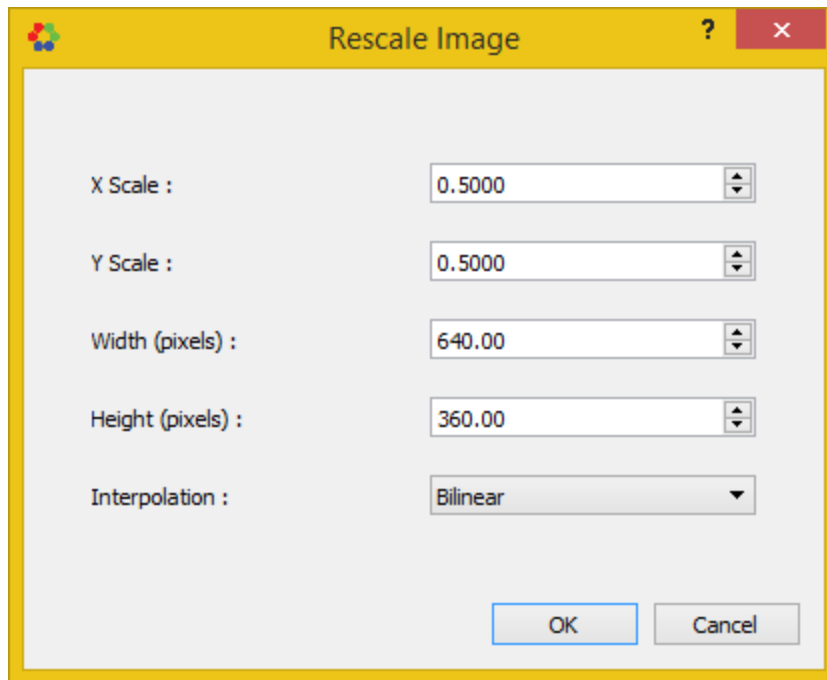 Rescale Image ?
X Scale : 0.5000
Y Scale : 0.5000
Width (pixels) : 640.00
Height (pixels) : 360.00
Interpolation : Bilinear
OK Cancel